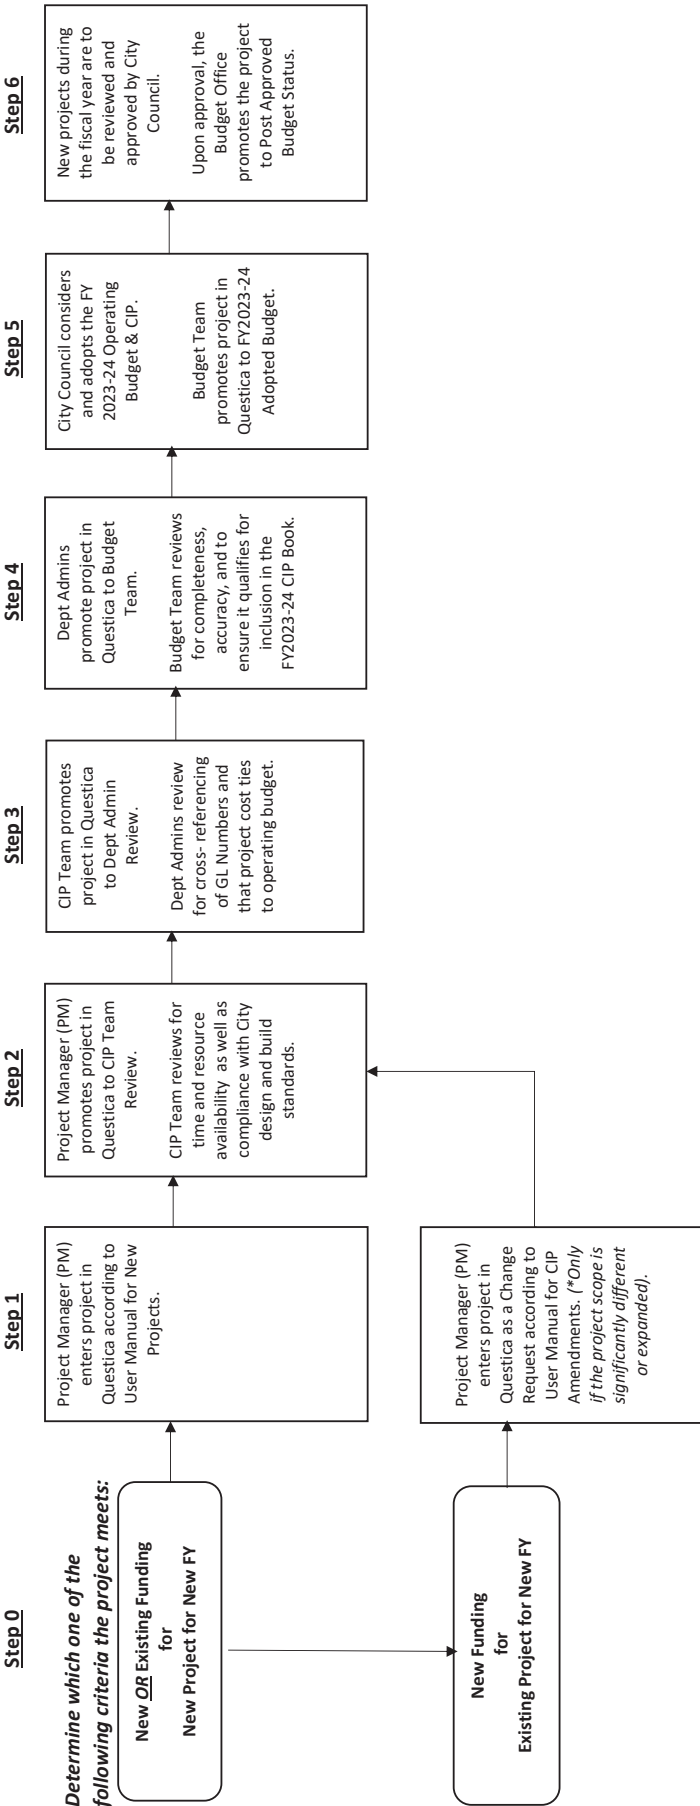 Step 0
Determine which one of the
following criteria the project meets:
New OR Existing Funding
for
New Project for New FY
New Funding
for
Existing Project for New FY
Step 1
Project Manager (PM)
enters project in
Questica according to
User Manual for New
Projects.
Project Manager (PM)
enters project in
Questica as a Change
Request according to
User Manual for CIP
Amendments. (*Only
if the project scope is
significantly different
or expanded).
Step 2
Project Manager (PM)
promotes project in
Questica to CIP Team
Review.
CIP Team reviews for
time and resource
availability as well as
compliance with City
design and build
standards.
Step 3
CIP Team promotes
project in Questica
to Dept Admin
Review.
Dept Admins review
for cross- referencing
of GL Numbers and
that project cost ties
to operating budget.
Step 4
Dept Admins
promote project in
Questica to Budget
Team.
Budget Team reviews
for completeness,
accuracy, and to
ensure it qualifies for
inclusion in the
FY2023-24 CIP Book.
Step 5
City Council considers
and adopts the FY
2023-24 Operating
Budget & CIP.
Budget Team
promotes project in
Questica to FY2023-24
Adopted Budget.
Step 6
New projects during
the fiscal year are to
be reviewed and
approved by City
Council.
Upon approval, the
Budget Office
promotes the project
to Post Approved
Budget Status.